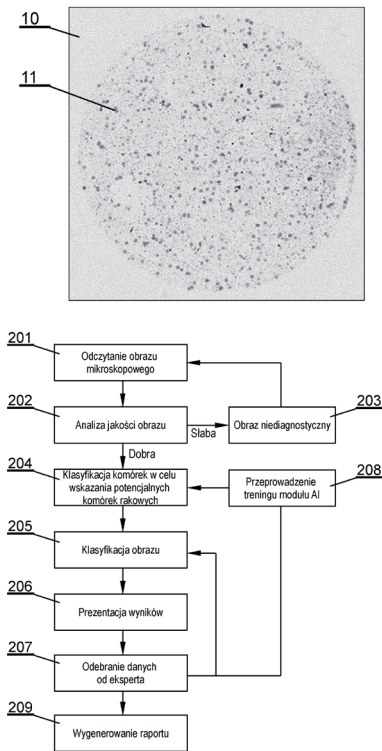 10
11
201
Odczytanie obrazu
mikroskopowego
202
Analiza jakości obrazu
Słaba
203
Obraz niediagnostyczny
Dobra
204
Klasyfikacja komórek w celu
wskazania potencjalnych
komórek rakowych
208
Przeprowadzenie
treningu modułu AI
205
Klasyfikacja obrazu
206
Prezentacja wyników
207
Odebranie danych
od eksperta
209
Wygenerowanie raportu